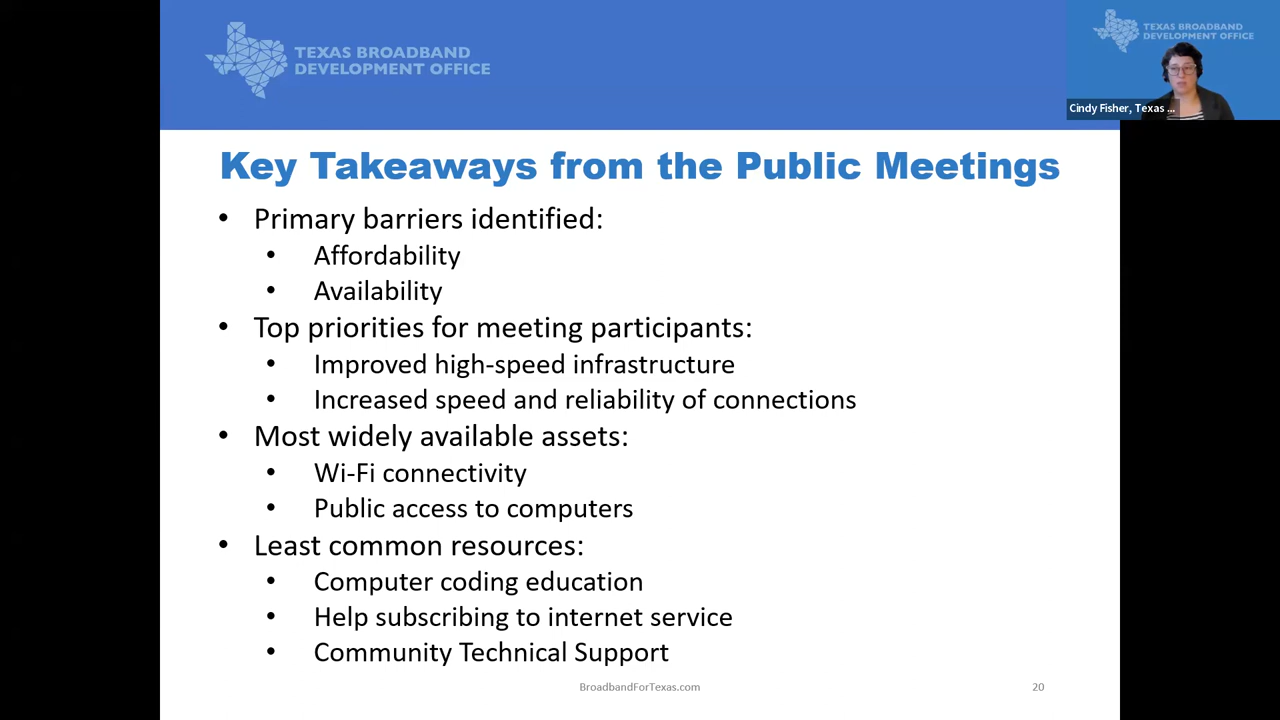 TEXAS BROADBAND
DEVELOPMENT OFFICE
TEXAS BROADBAND
DEVELOPMENT OFFICE
Cindy Fisher, Texas ...
Key Takeaways from the Public Meetings
• Primary barriers identified:
• Affordability
• Availability
• Top priorities for meeting participants:
• Improved high-speed infrastructure
• Increased speed and reliability of connections
• Most widely available assets:
• Wi-Fi connectivity
• Public access to computers
• Least common resources:
• Computer coding education
• Help subscribing to internet service
• Community Technical Support
BroadbandForTexas.com
20